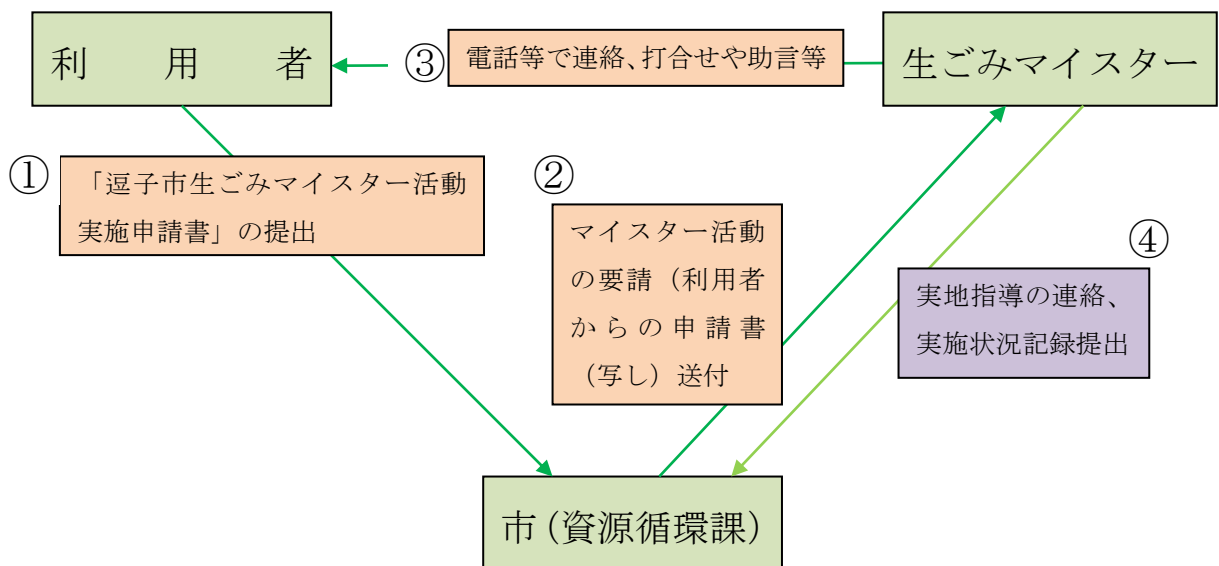 利用者
③
電話等で連絡、打合せや助言等
生ごみマイスター
①
「逗子市生ごみマイスター活動
実施申請書」の提出
②
マイスター活動
の要請（利用者
からの申請書
（写し）送付
④
実地指導の連絡、
実施状況記録提出
市（資源循環課）